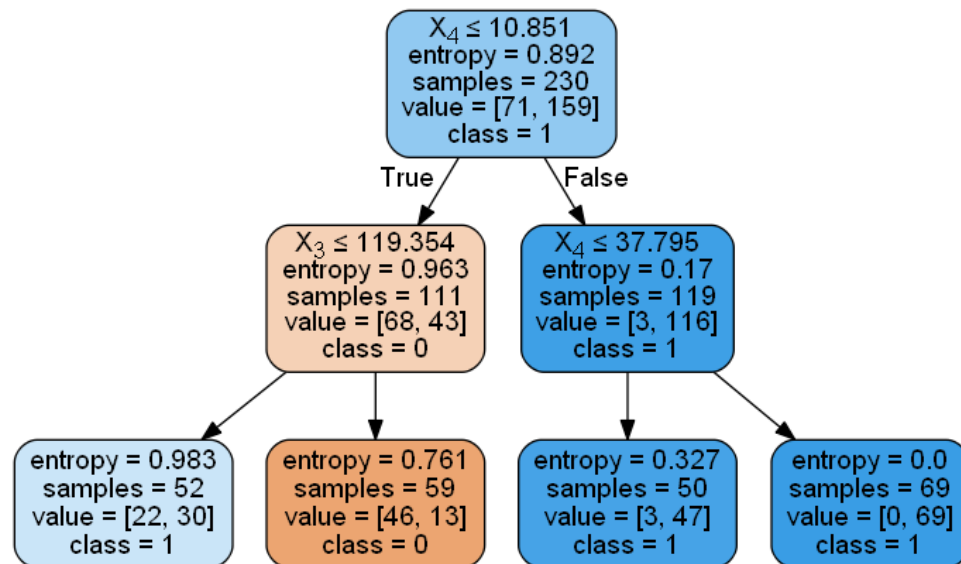 X₄ ≤ 10.851
entropy = 0.892
samples = 230
value = [71, 159]
class = 1
True
False
X₃ ≤ 119.354
entropy = 0.963
samples = 111
value = [68, 43]
class = 0
X₄ ≤ 37.795
entropy = 0.17
samples = 119
value = [3, 116]
class = 1
entropy = 0.983
samples = 52
value = [22, 30]
class = 1
entropy = 0.761
samples = 59
value = [46, 13]
class = 0
entropy = 0.327
samples = 50
value = [3, 47]
class = 1
entropy = 0.0
samples = 69
value = [0, 69]
class = 1